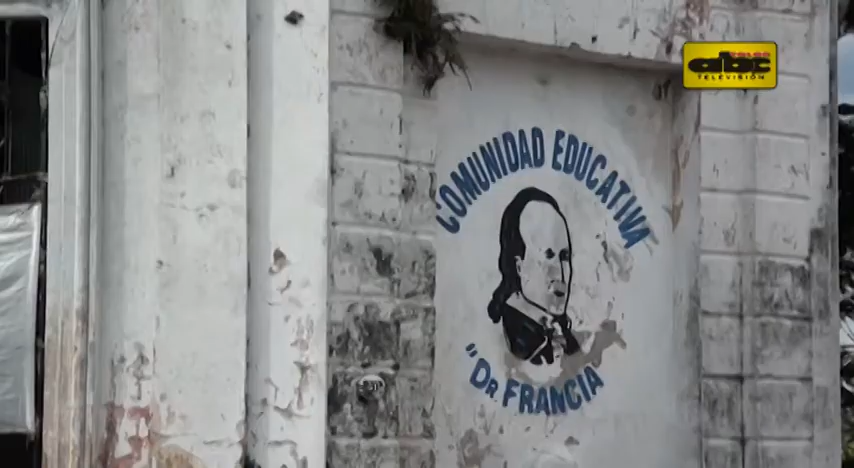 abc
TELEVISIÓN
COMUNIDAD EDUCATIVA
"DR. FRANCIA